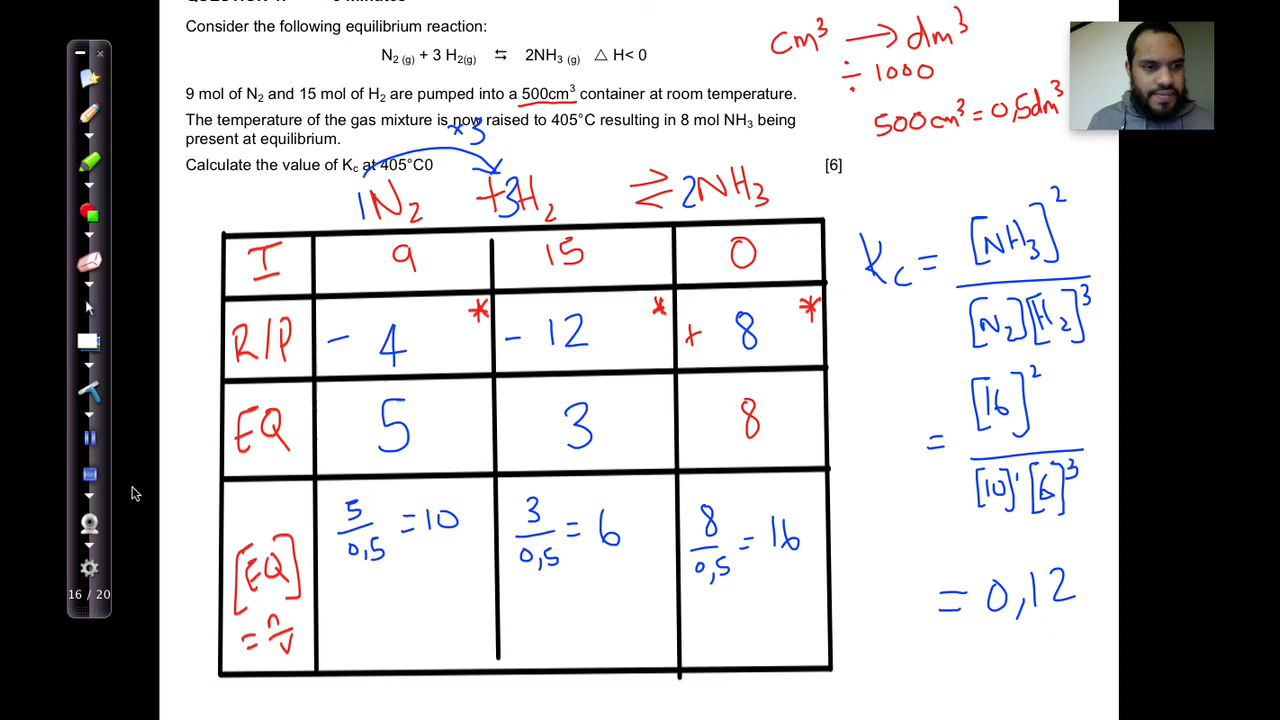 Consider the following equilibrium reaction:
N₂ (g) + 3 H₂(g) ⇆ 2NH₃ (g) △ H< 0
9 mol of N₂ and 15 mol of H₂ are pumped into a 500cm³ container at room temperature.
The temperature of the gas mixture is now raised to 405°C resulting in 8 mol NH₃ being
present at equilibrium.
Calculate the value of Kc at 405°C0 [6]
cm³ → dm³
÷ 1000
500cm³ = 0,5dm³
×3
1N₂ +3H₂ ⇌ 2NH₃
I 9 15 0
R/P - 4 * - 12 * + 8 *
EQ 5 3 8
[EQ] = n/v 5/0,5 = 10 3/0,5 = 6 8/0,5 = 16
Kc = [NH₃]² / [N₂][H₂]³
= [16]² / [10]¹ [6]³
= 0,12
16 / 20